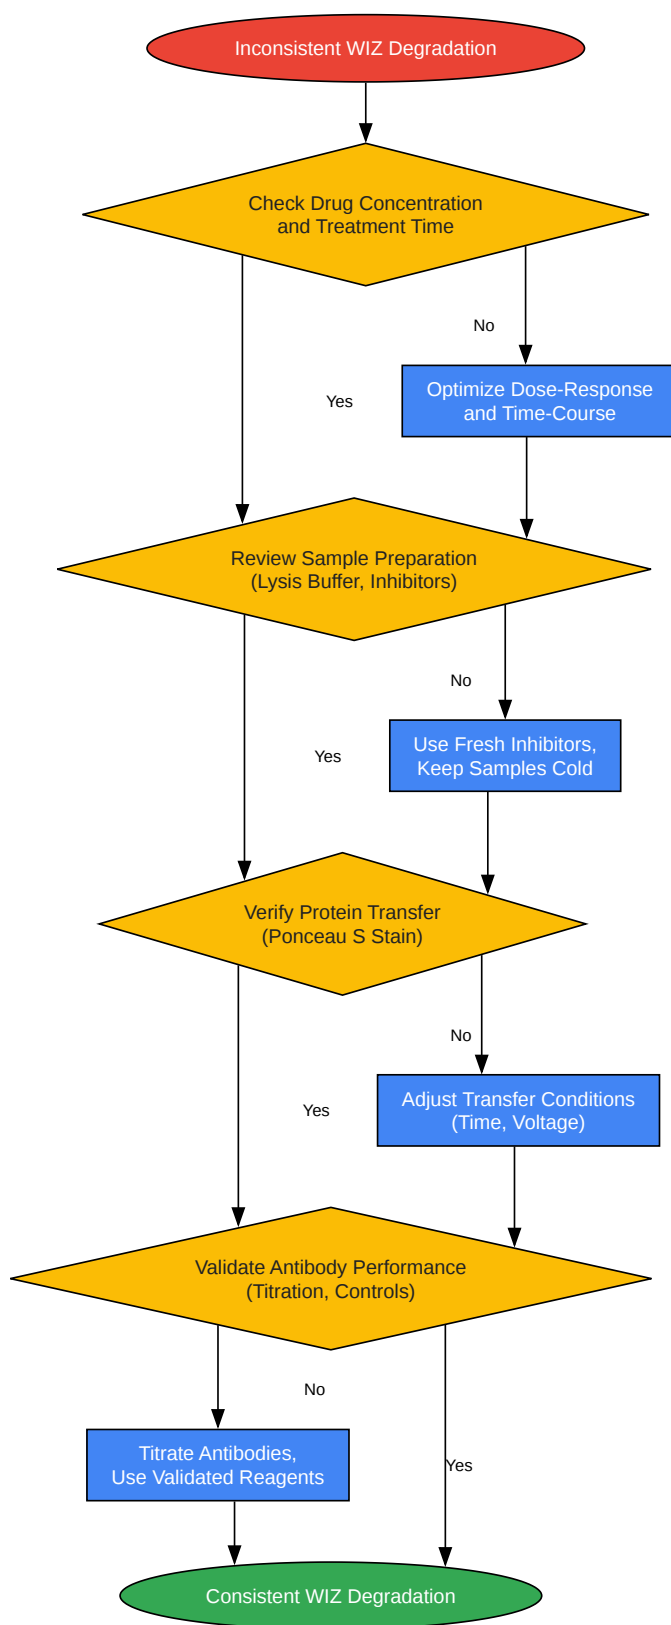 Inconsistent WIZ Degradation
Check Drug Concentration
and Treatment Time
No
Optimize Dose-Response
and Time-Course
Yes
Review Sample Preparation
(Lysis Buffer, Inhibitors)
No
Use Fresh Inhibitors,
Keep Samples Cold
Yes
Verify Protein Transfer
(Ponceau S Stain)
No
Adjust Transfer Conditions
(Time, Voltage)
Yes
Validate Antibody Performance
(Titration, Controls)
No
Titrate Antibodies,
Use Validated Reagents
Yes
Consistent WIZ Degradation